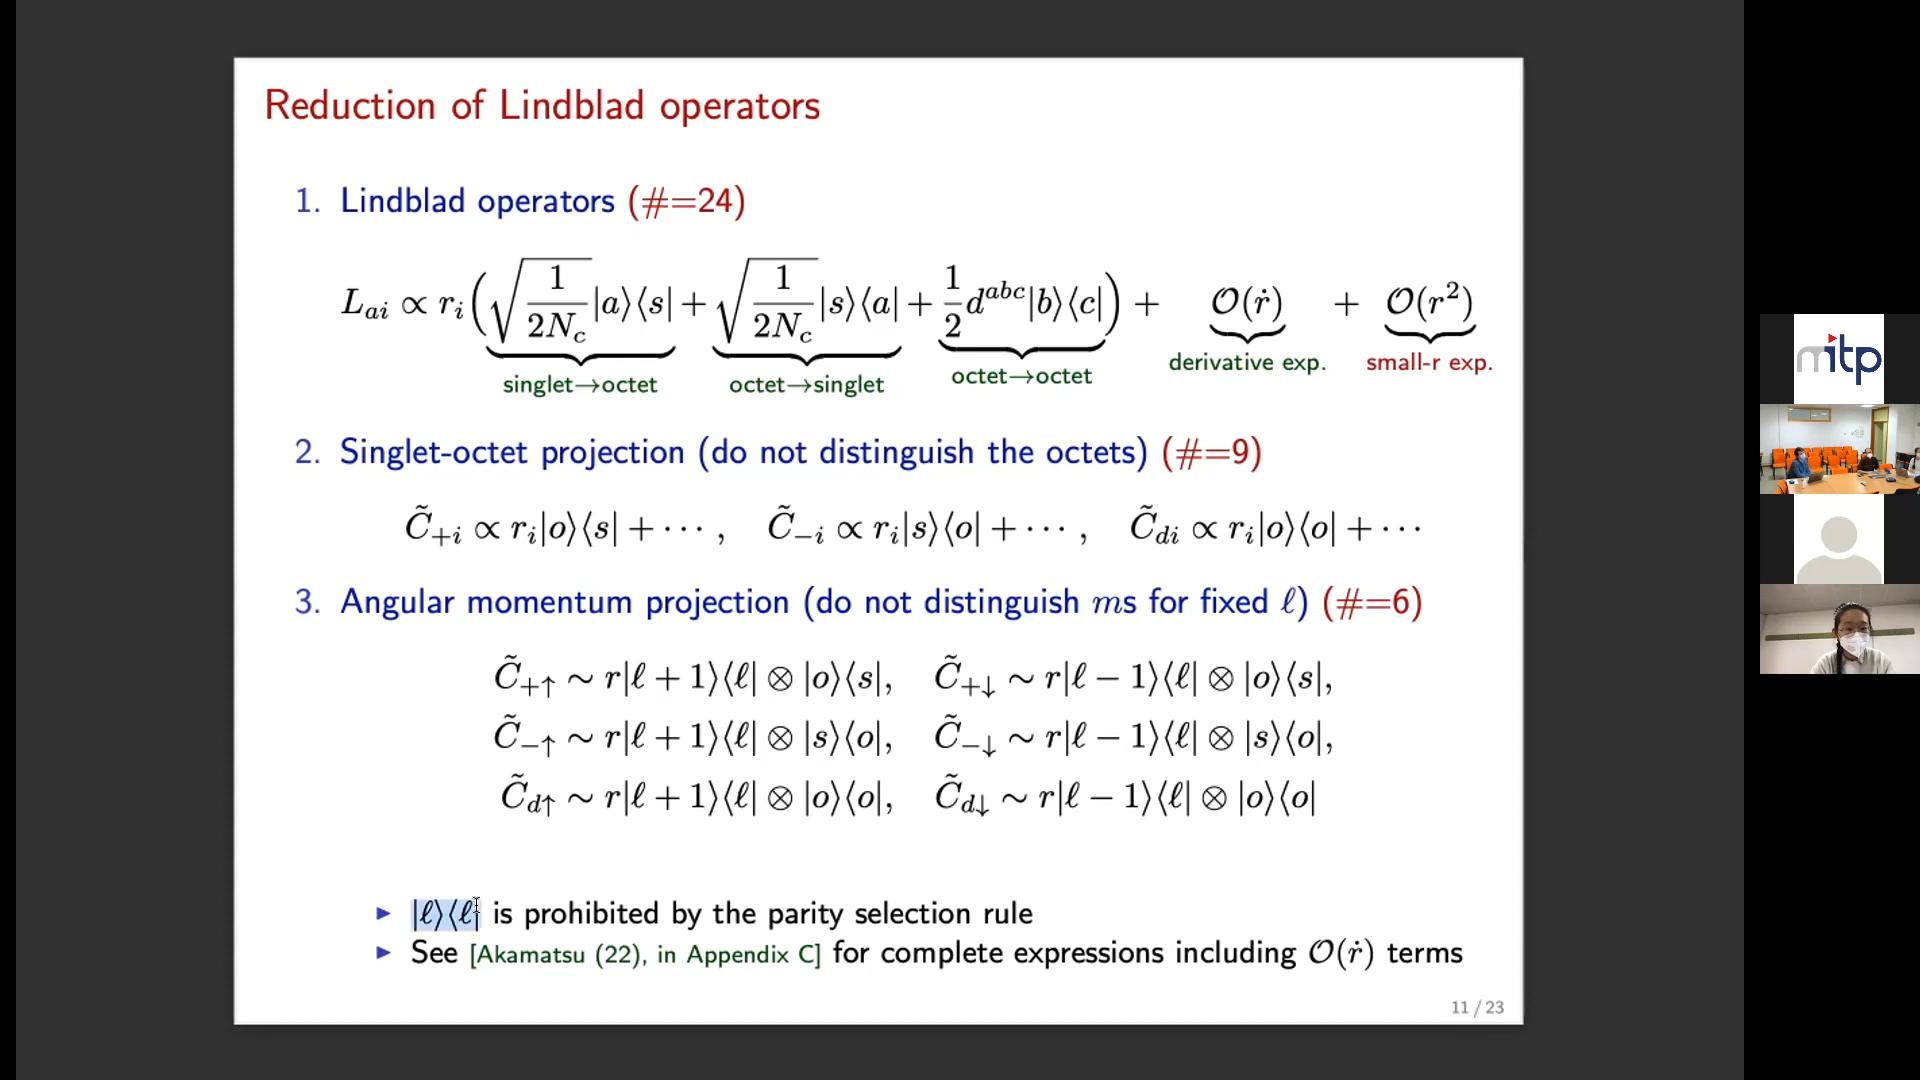 Reduction of Lindblad operators
1. Lindblad operators (#=24)
L_{ai} ∝ r_i ( √(1/2N_c) |a⟩⟨s| + √(1/2N_c) |s⟩⟨a| + 1/2 d^{abc} |b⟩⟨c| ) + 𝒪(ṙ) + 𝒪(r²)
singlet→octet octet→singlet octet→octet derivative exp. small-r exp.
2. Singlet-octet projection (do not distinguish the octets) (#=9)
C̃_{+i} ∝ r_i|o⟩⟨s| + ⋯ , C̃_{−i} ∝ r_i|s⟩⟨o| + ⋯ , C̃_{di} ∝ r_i|o⟩⟨o| + ⋯
3. Angular momentum projection (do not distinguish ms for fixed ℓ) (#=6)
C̃_{+↑} ∼ r|ℓ + 1⟩⟨ℓ| ⊗ |o⟩⟨s|, C̃_{+↓} ∼ r|ℓ − 1⟩⟨ℓ| ⊗ |o⟩⟨s|,
C̃_{−↑} ∼ r|ℓ + 1⟩⟨ℓ| ⊗ |s⟩⟨o|, C̃_{−↓} ∼ r|ℓ − 1⟩⟨ℓ| ⊗ |s⟩⟨o|,
C̃_{d↑} ∼ r|ℓ + 1⟩⟨ℓ| ⊗ |o⟩⟨o|, C̃_{d↓} ∼ r|ℓ − 1⟩⟨ℓ| ⊗ |o⟩⟨o|
▶ |ℓ⟩⟨ℓ| is prohibited by the parity selection rule
▶ See [Akamatsu (22), in Appendix C] for complete expressions including 𝒪(ṙ) terms
11 / 23
mitp